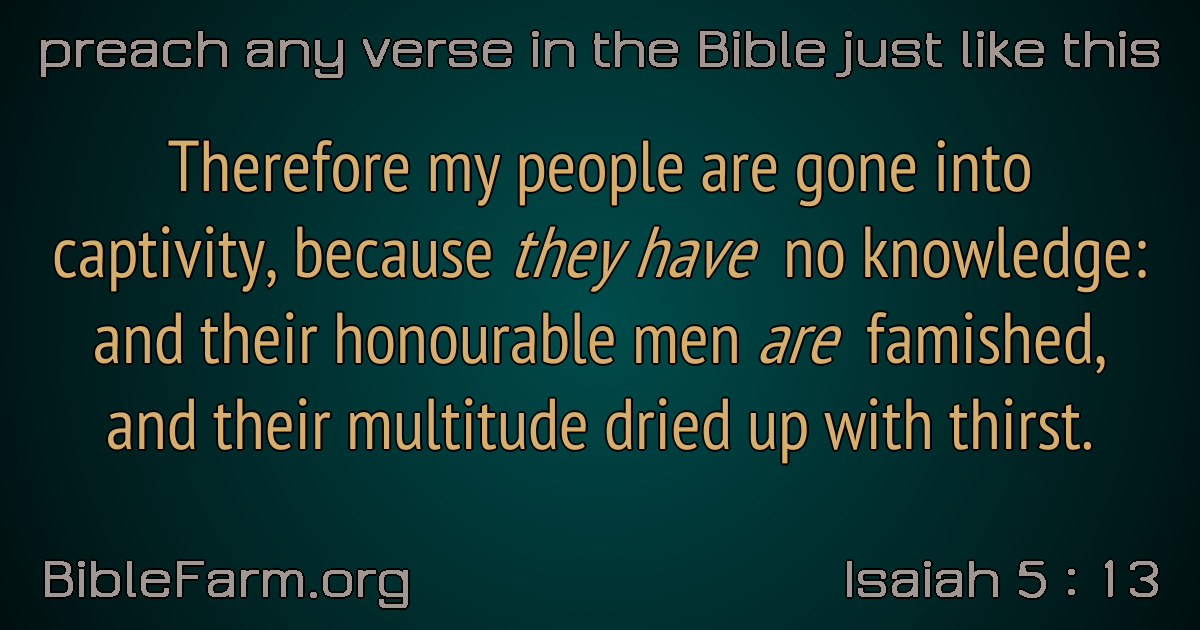 preach any verse in the Bible just like this
Therefore my people are gone into
captivity, because they have no knowledge:
and their honourable men are famished,
and their multitude dried up with thirst.
BibleFarm.org
Isaiah 5 : 13